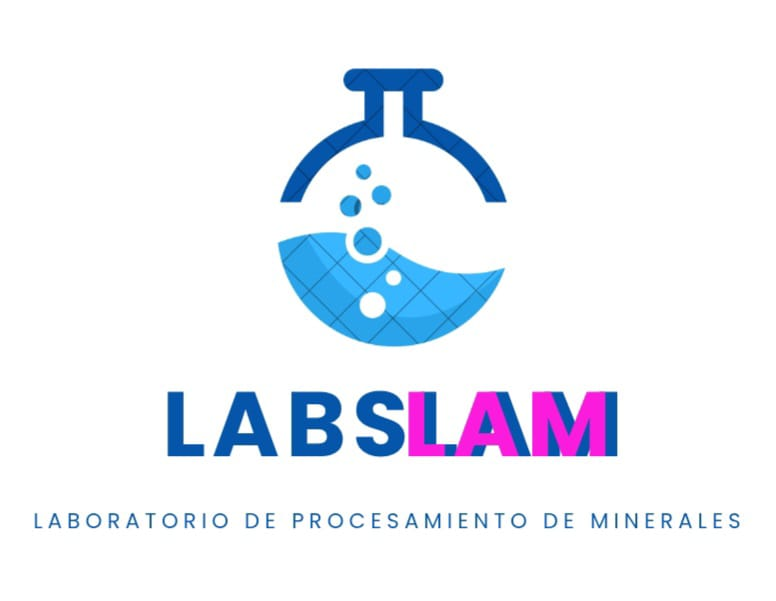 LABSLAM
LABORATORIO DE PROCESAMIENTO DE MINERALES